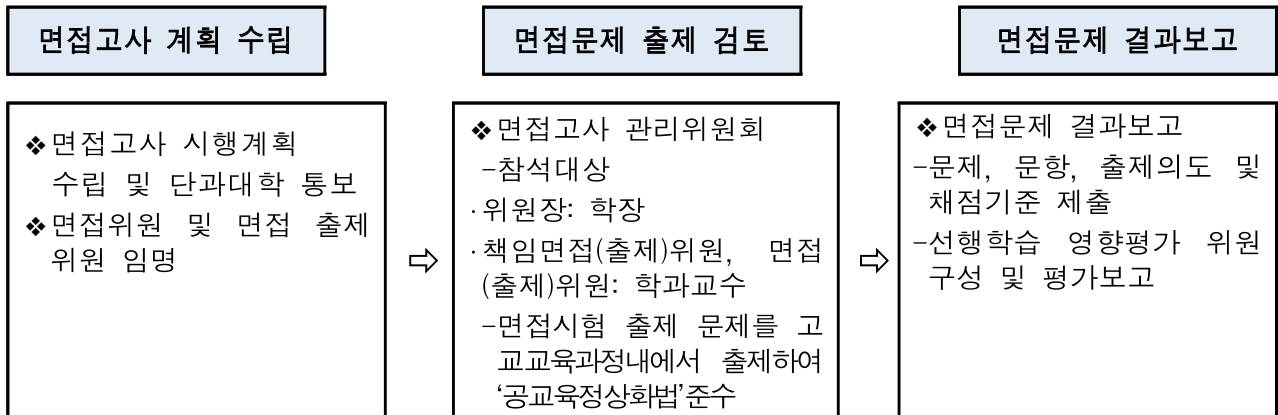 면접고사 계획 수립
❖면접고사 시행계획
수립 및 단과대학 통보
❖면접위원 및 면접 출제
위원 임명
⇨
면접문제 출제 검토
❖면접고사 관리위원회
-참석대상
·위원장: 학장
·책임면접(출제)위원, 면접
(출제)위원: 학과교수
-면접시험 출제 문제를 고
교교육과정내에서 출제하여
‘공교육정상화법’준수
⇨
면접문제 결과보고
❖면접문제 결과보고
-문제, 문항, 출제의도 및
채점기준 제출
-선행학습 영향평가 위원
구성 및 평가보고